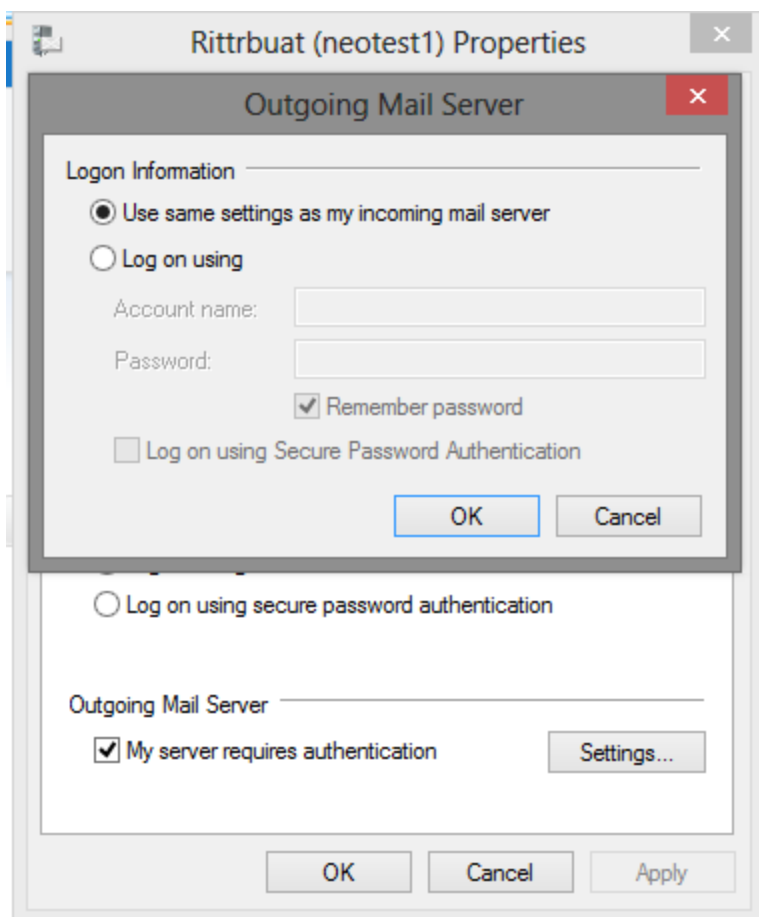 Rittrbuat (neotest1) Properties
Outgoing Mail Server
Logon Information
Use same settings as my incoming mail server
Log on using
Account name:
Password:
Remember password
Log on using Secure Password Authentication
OK Cancel
Log on using secure password authentication
Outgoing Mail Server
My server requires authentication Settings...
OK Cancel Apply